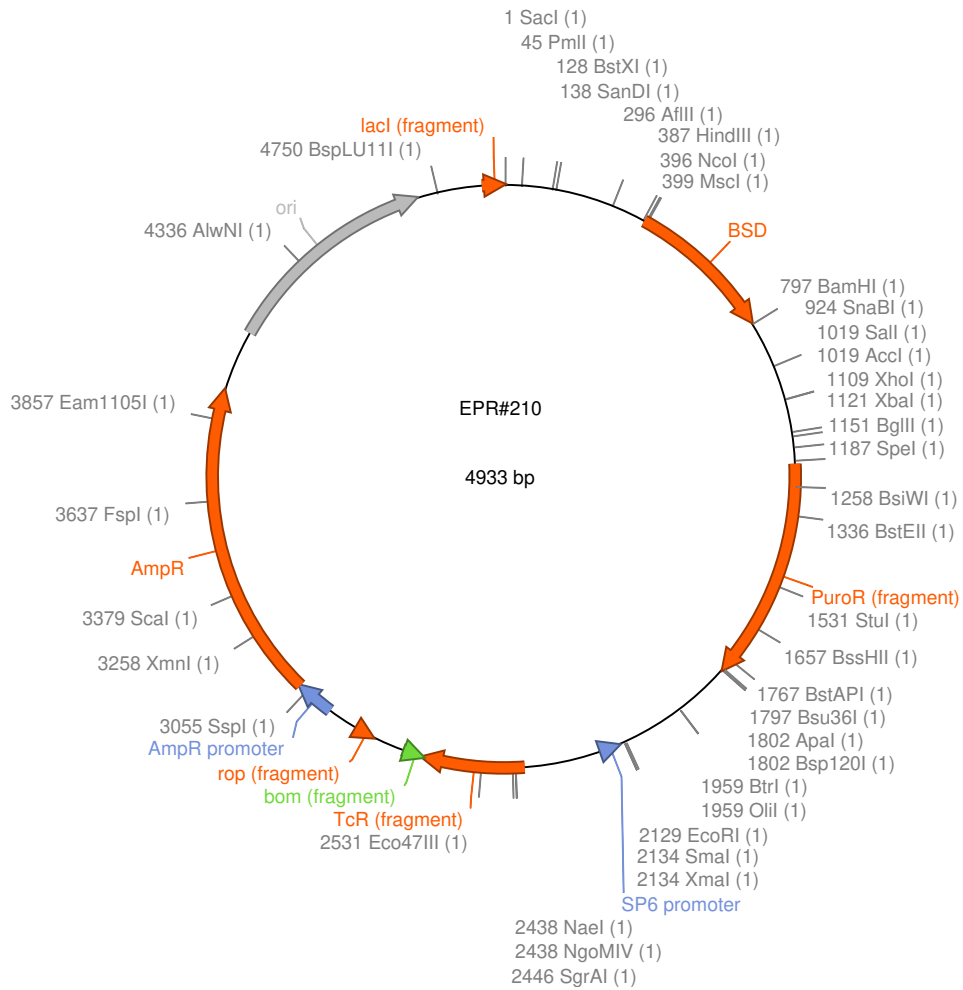 1 SacI (1)
45 PmlI (1)
128 BstXI (1)
138 SanDI (1)
296 AflII (1)
387 HindIII (1)
396 NcoI (1)
399 MscI (1)
lacI (fragment)
4750 BspLU11I (1)
ori
4336 AlwNI (1)
BSD
797 BamHI (1)
924 SnaBI (1)
1019 SalI (1)
1019 AccI (1)
1109 XhoI (1)
1121 XbaI (1)
1151 BglII (1)
1187 SpeI (1)
3857 Eam1105I (1)
EPR#210
4933 bp
1258 BsiWI (1)
1336 BstEII (1)
3637 FspI (1)
AmpR
PuroR (fragment)
1531 StuI (1)
3379 ScaI (1)
3258 XmnI (1)
1657 BssHII (1)
1767 BstAPI (1)
1797 Bsu36I (1)
1802 ApaI (1)
1802 Bsp120I (1)
3055 SspI (1)
AmpR promoter
rop (fragment)
bom (fragment)
TcR (fragment)
2531 Eco47III (1)
1959 BtrI (1)
1959 OliI (1)
2129 EcoRI (1)
2134 SmaI (1)
2134 XmaI (1)
SP6 promoter
2438 NaeI (1)
2438 NgoMIV (1)
2446 SgrAI (1)